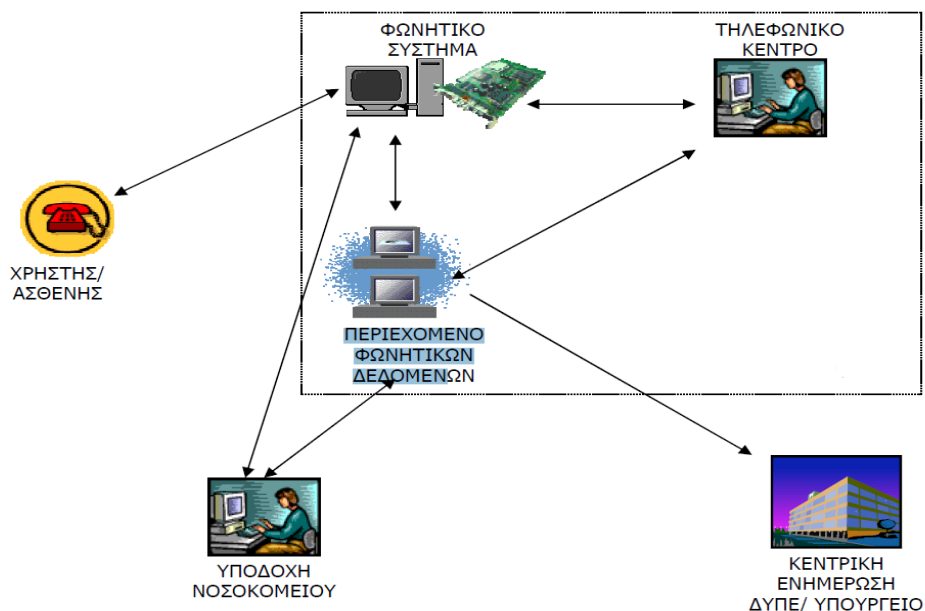 ΦΩΝΗΤΙΚΟ
ΣΥΣΤΗΜΑ
ΤΗΛΕΦΩΝΙΚΟ
ΚΕΝΤΡΟ
ΧΡΗΣΤΗΣ/
ΑΣΘΕΝΗΣ
ΠΕΡΙΕΧΟΜΕΝΟ
ΦΩΝΗΤΙΚΩΝ
ΔΕΔΟΜΕΝΩΝ
ΥΠΟΔΟΧΗ
ΝΟΣΟΚΟΜΕΙΟΥ
ΚΕΝΤΡΙΚΗ
ΕΝΗΜΕΡΩΣΗ
ΔΥΠΕ/ ΥΠΟΥΡΓΕΙΟ